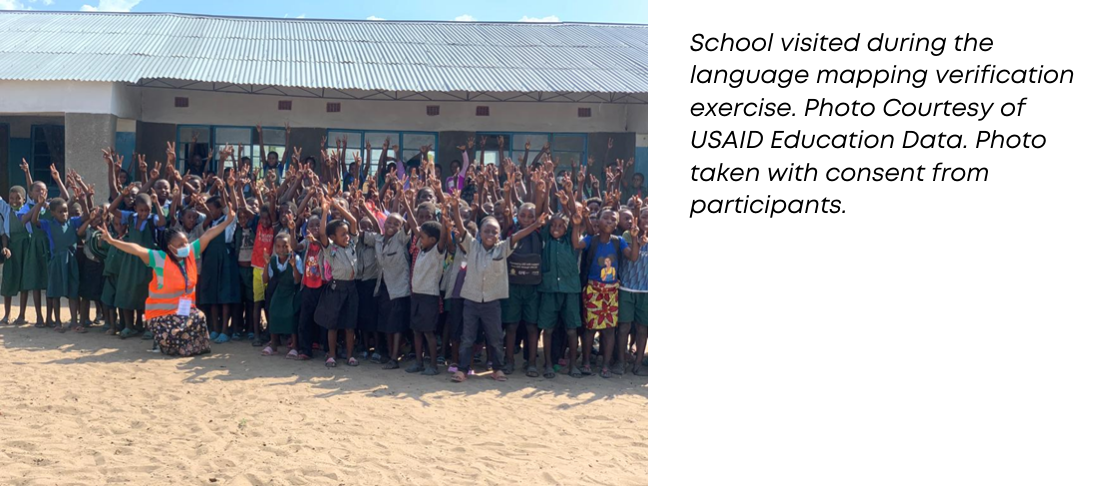 School visited during the
language mapping verification
exercise. Photo Courtesy of
USAID Education Data. Photo
taken with consent from
participants.